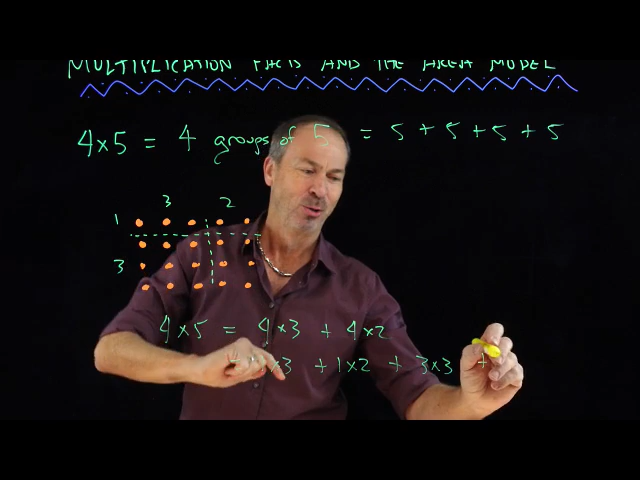 MULTIPLICATION FACTS AND THE AREA MODEL
4×5 = 4 groups of 5 = 5 + 5 + 5 + 5
3 2
1
3
4×5 = 4×3 + 4×2
×3 + 1×2 + 3×3 +